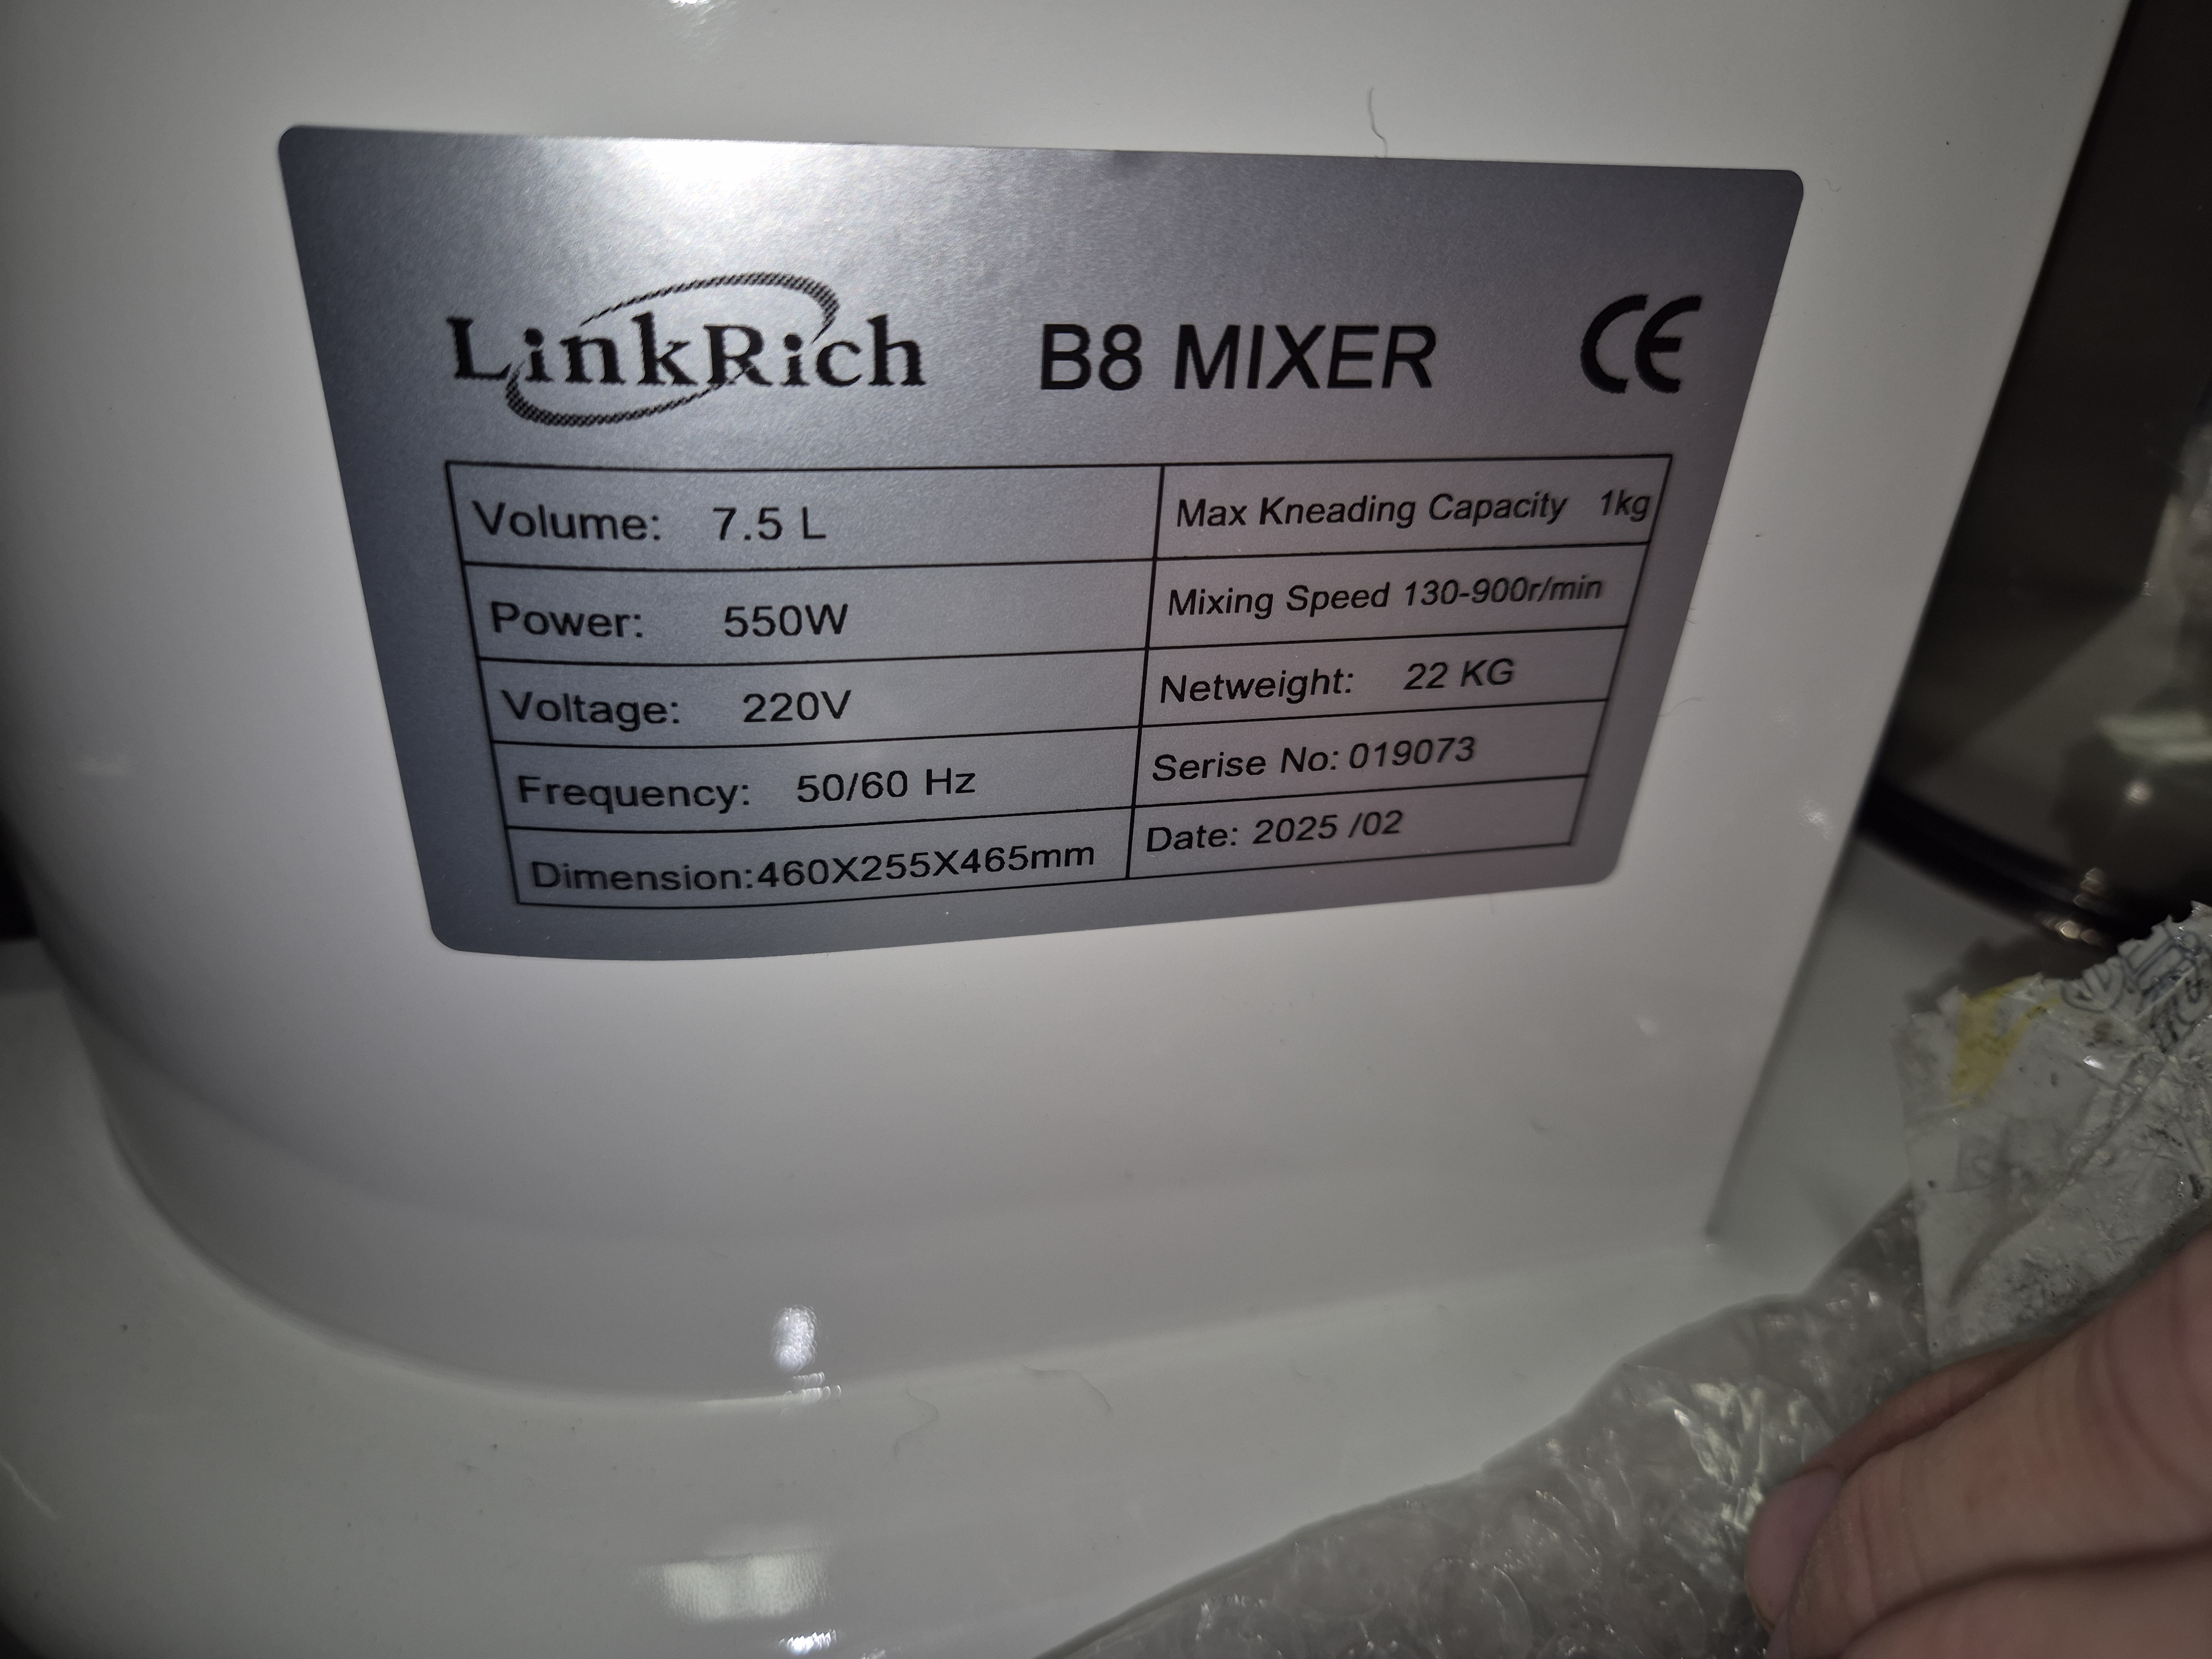 LinkRich B8 MIXER CE
Volume: 7.5 L Max Kneading Capacity 1kg
Power: 550W Mixing Speed 130-900r/min
Voltage: 220V Netweight: 22 KG
Frequency: 50/60 Hz Serise No: 019073
Dimension:460X255X465mm Date: 2025 /02